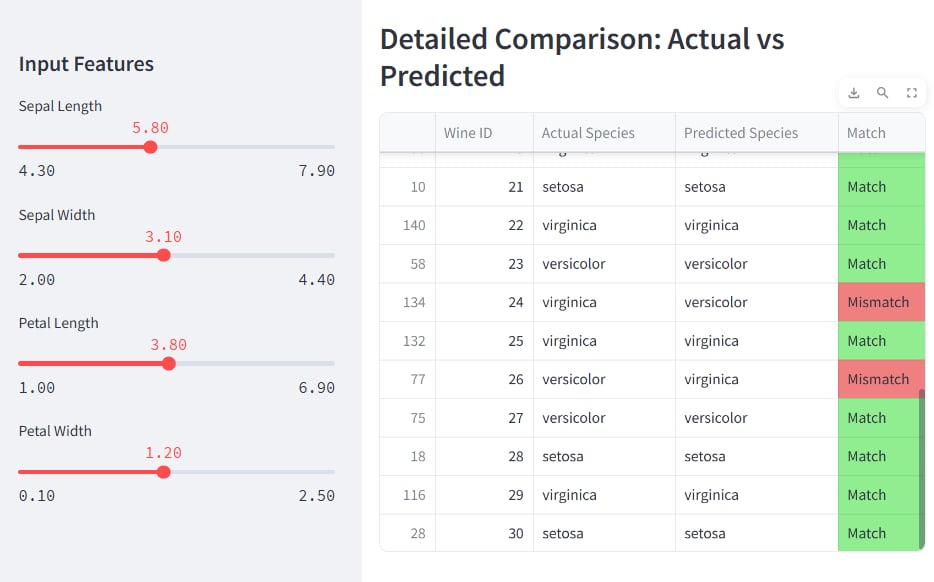 Input Features
Sepal Length
5.80
4.30 7.90
Sepal Width
3.10
2.00 4.40
Petal Length
3.80
1.00 6.90
Petal Width
1.20
0.10 2.50
Detailed Comparison: Actual vs
Predicted
Wine ID Actual Species Predicted Species Match
10 21 setosa setosa Match
140 22 virginica virginica Match
58 23 versicolor versicolor Match
134 24 virginica versicolor Mismatch
132 25 virginica virginica Match
77 26 versicolor virginica Mismatch
75 27 versicolor versicolor Match
18 28 setosa setosa Match
116 29 virginica virginica Match
28 30 setosa setosa Match